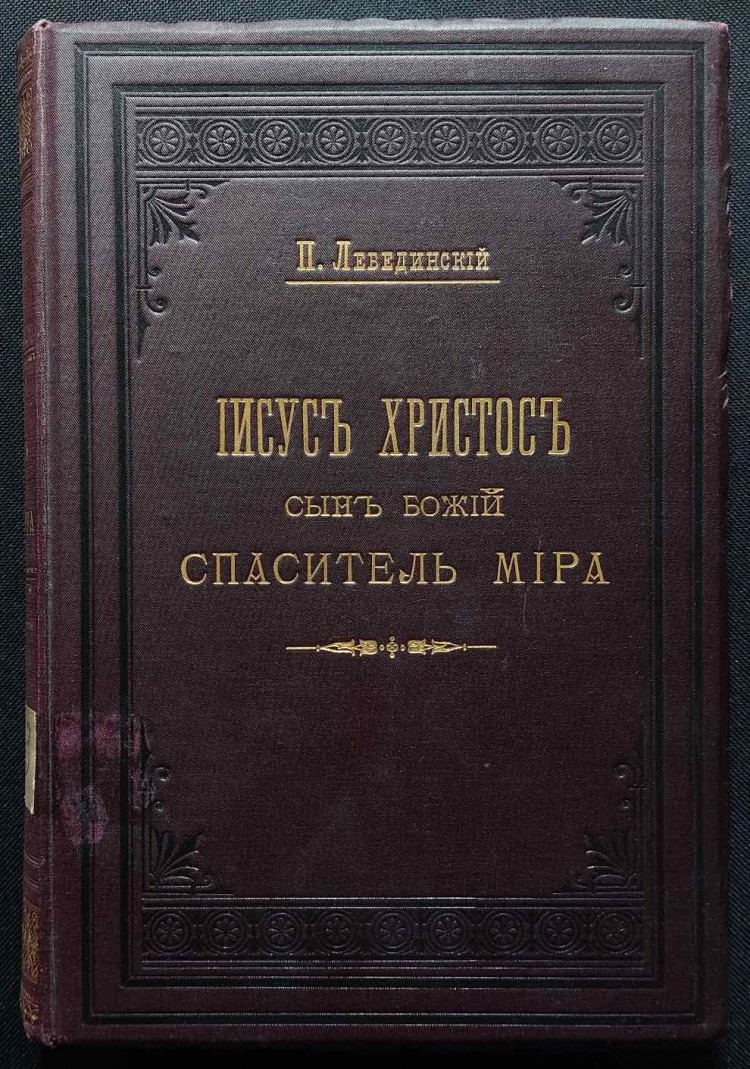 П. Лебединскій
ІИСУСЪ ХРИСТОСЪ
СЫНЪ БОЖІЙ
СПАСИТЕЛЬ МІРА